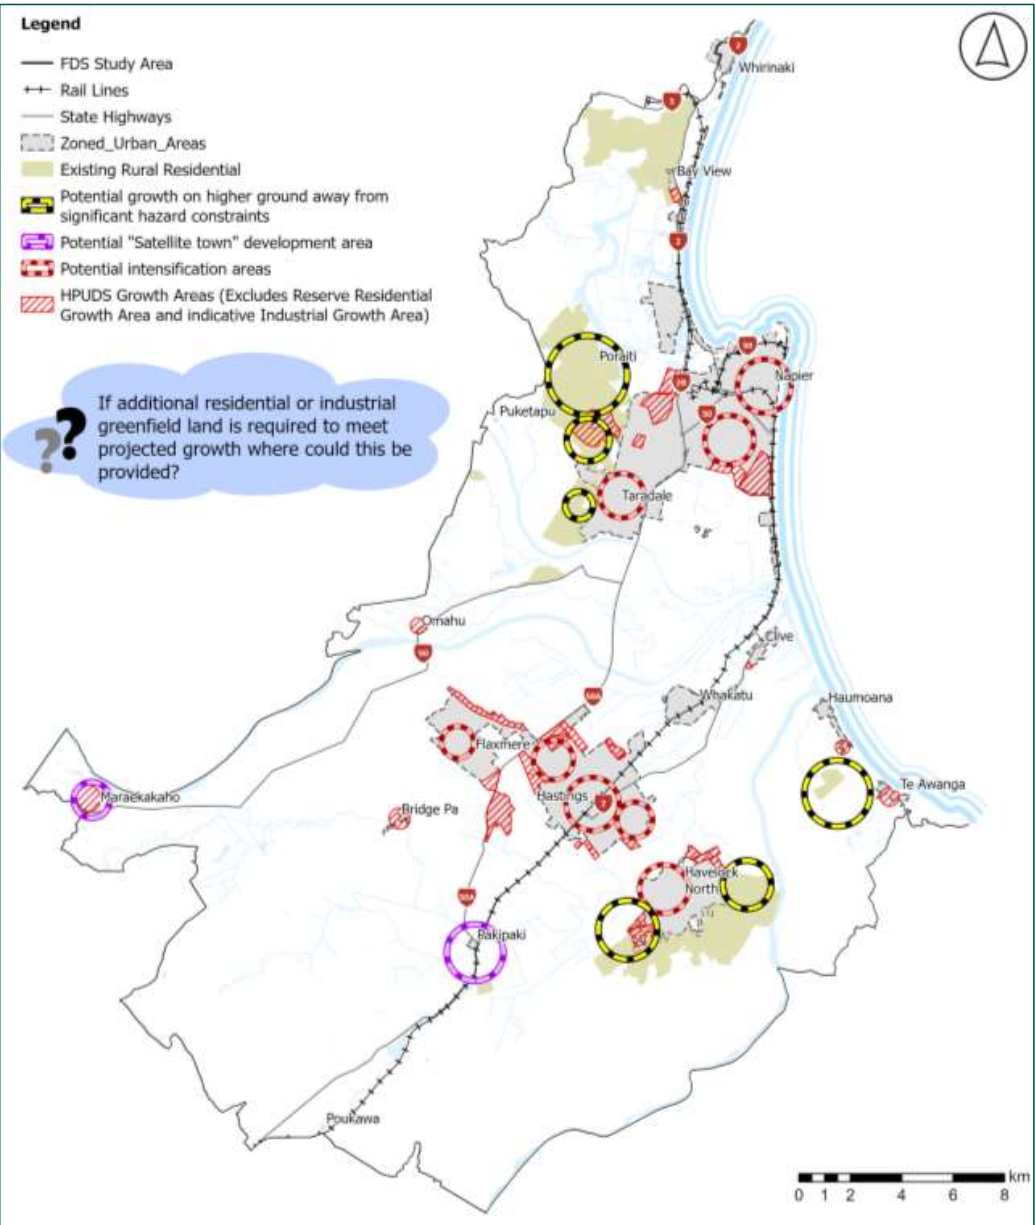 Legend
FDS Study Area
Rail Lines
State Highways
Zoned_Urban_Areas
Existing Rural Residential
Potential growth on higher ground away from
significant hazard constraints
Potential "Satellite town" development area
Potential intensification areas
HPUDS Growth Areas (Excludes Reserve Residential
Growth Area and indicative Industrial Growth Area)
??
If additional residential or industrial
greenfield land is required to meet
projected growth where could this be
provided?
2
Whirinaki
Bay View
2
Poraiti
Napier
50
Puketapu
Taradale
Omahu
50
Clive
Whakatu
Haumoana
50A
Flaxmere
Hastings
2
Te Awanga
Maraekakaho
Bridge Pa
Havelock
North
50A
Pakipaki
Poukawa
km
0 1 2 4 6 8